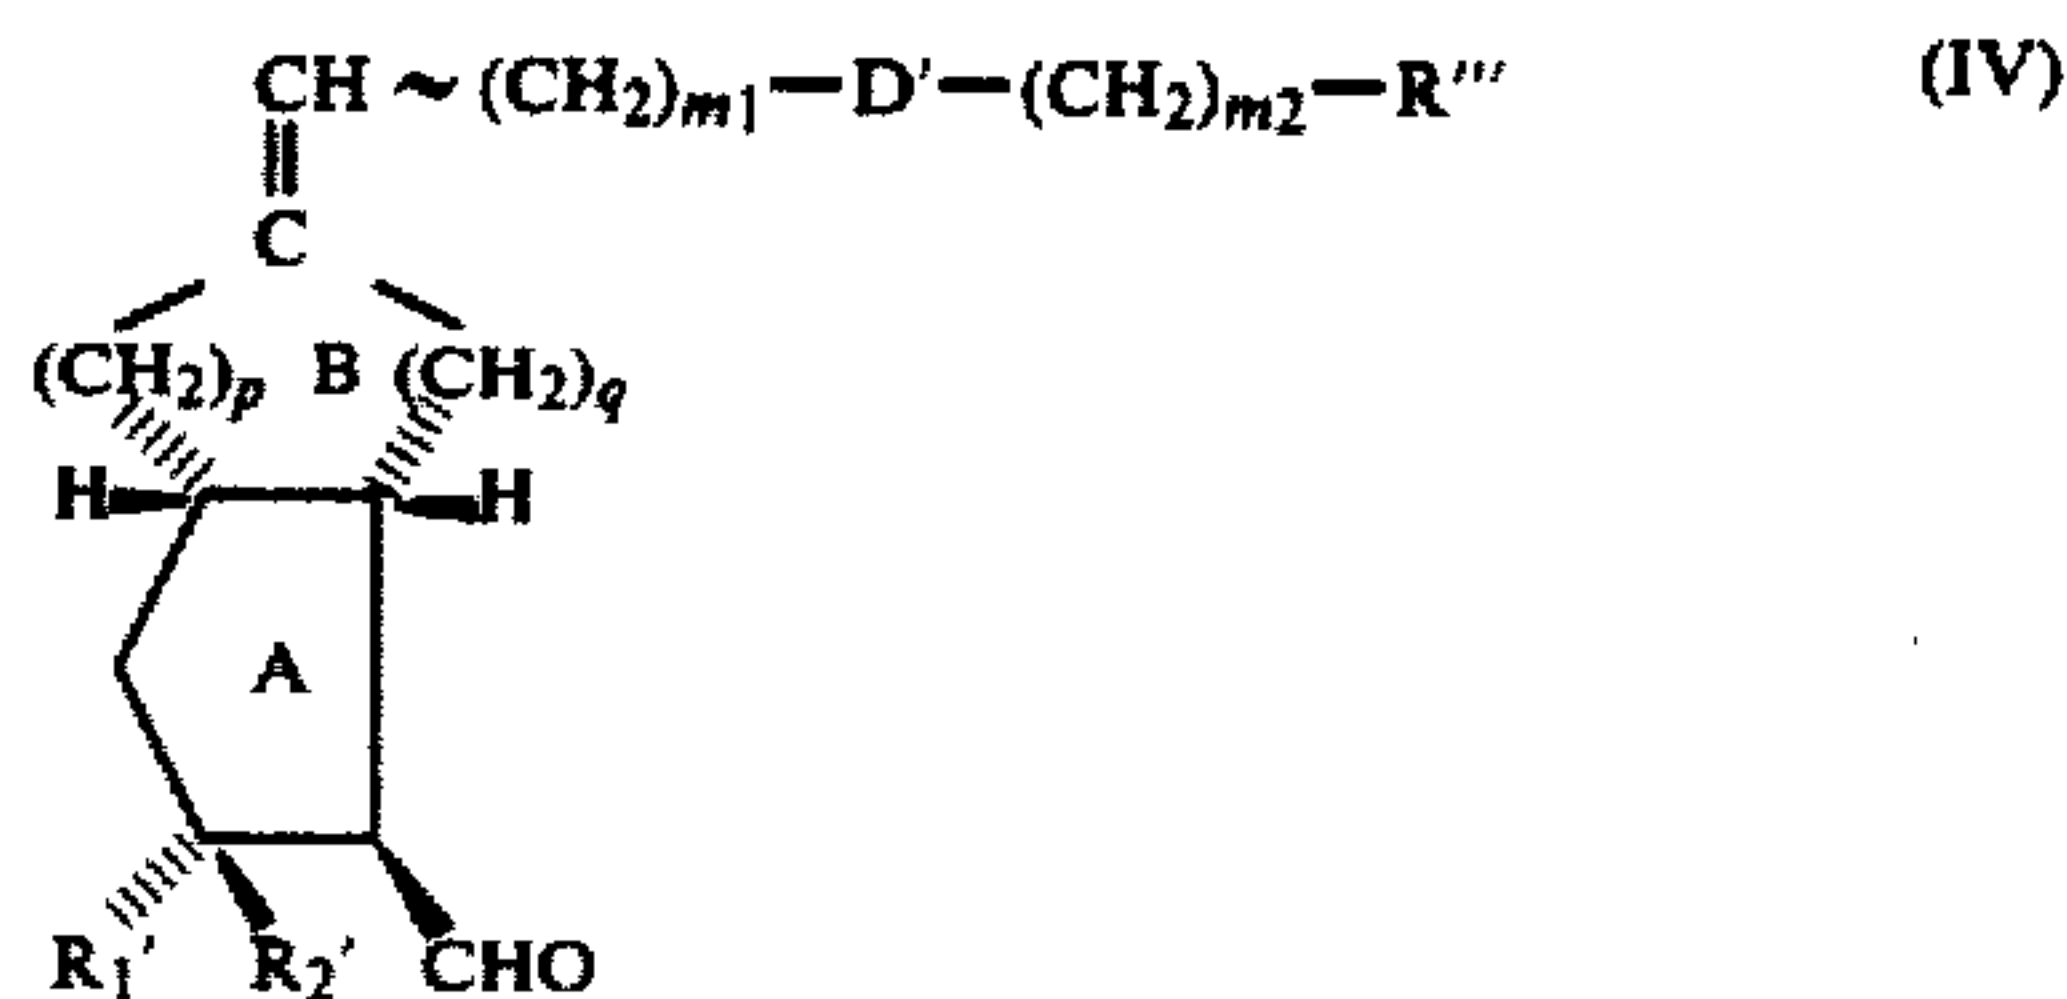 CH ~ (CH2)m1—D'—(CH2)m2—R''' (IV)
C
(CH2)p B (CH2)q
H H
A
R1' R2' CHO